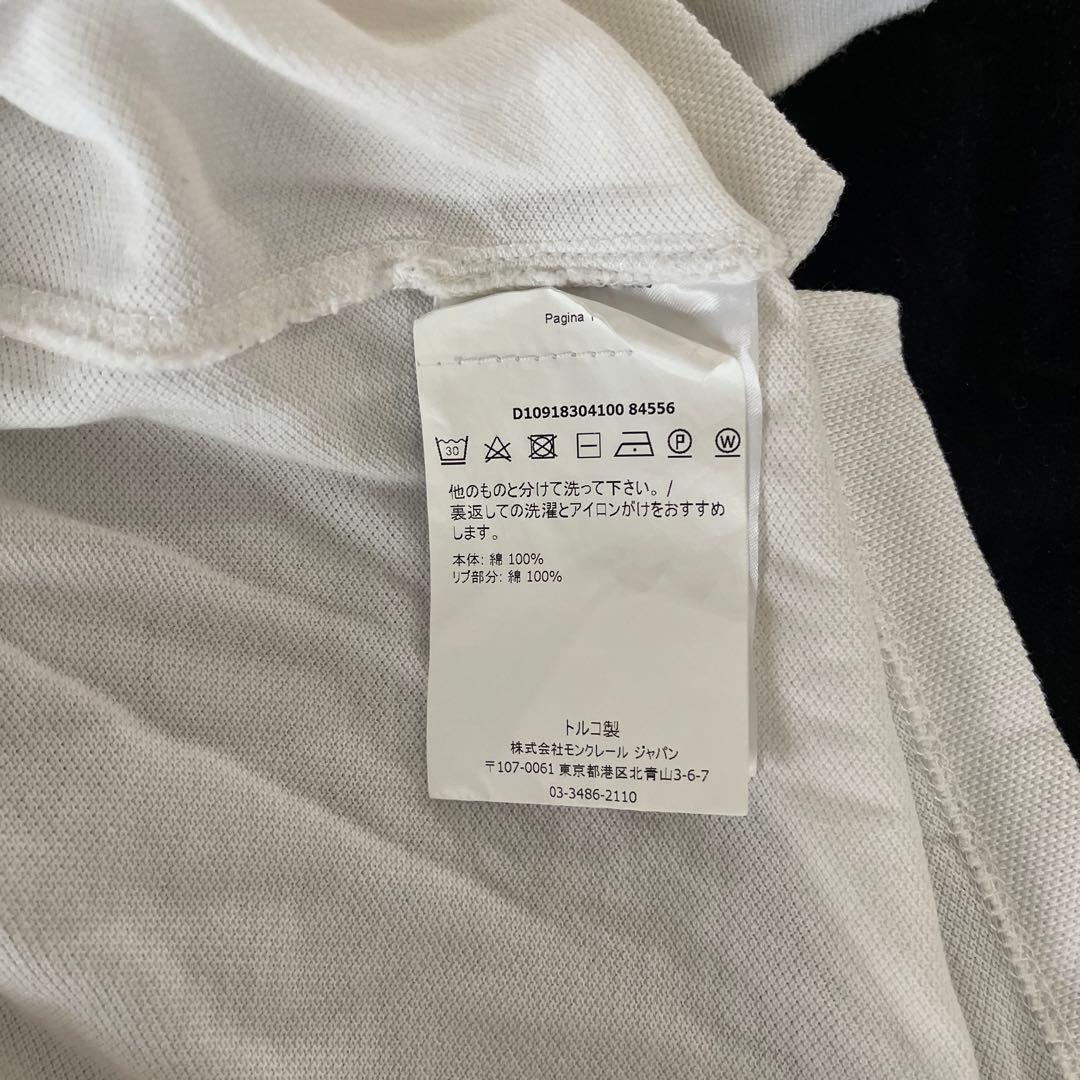 Pagina
D10918304100 84556
30 P W
他のものと分けて洗って下さい。/
裏返しての洗濯とアイロンがけをおすすめ
します。
本体: 綿 100%
リブ部分: 綿 100%
トルコ製
株式会社モンクレール ジャパン
〒107-0061 東京都港区北青山3-6-7
03-3486-2110